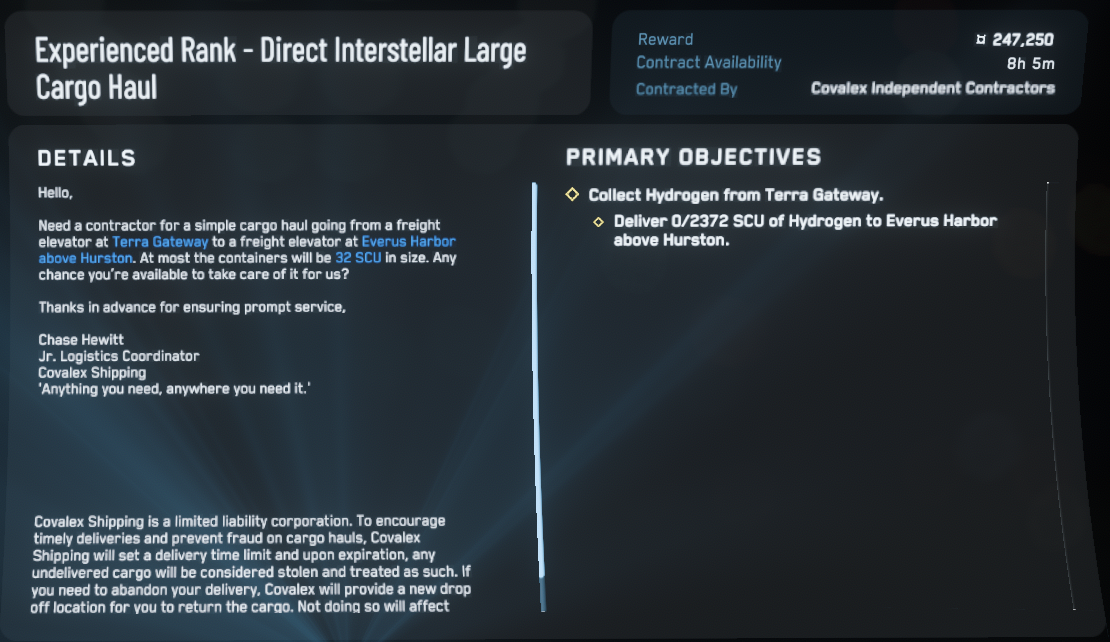 Experienced Rank - Direct Interstellar Large
Cargo Haul
Reward
¤ 247,250
Contract Availability
8h 5m
Contracted By
Covalex Independent Contractors
DETAILS
Hello,
Need a contractor for a simple cargo haul going from a freight
elevator at Terra Gateway to a freight elevator at Everus Harbor
above Hurston. At most the containers will be 32 SCU in size. Any
chance you're available to take care of it for us?
Thanks in advance for ensuring prompt service,
Chase Hewitt
Jr. Logistics Coordinator
Covalex Shipping
'Anything you need, anywhere you need it.'
Covalex Shipping is a limited liability corporation. To encourage
timely deliveries and prevent fraud on cargo hauls, Covalex
Shipping will set a delivery time limit and upon expiration, any
undelivered cargo will be considered stolen and treated as such. If
you need to abandon your delivery, Covalex will provide a new drop
off location for you to return the cargo. Not doing so will affect
PRIMARY OBJECTIVES
Collect Hydrogen from Terra Gateway.
Deliver 0/2372 SCU of Hydrogen to Everus Harbor
above Hurston.